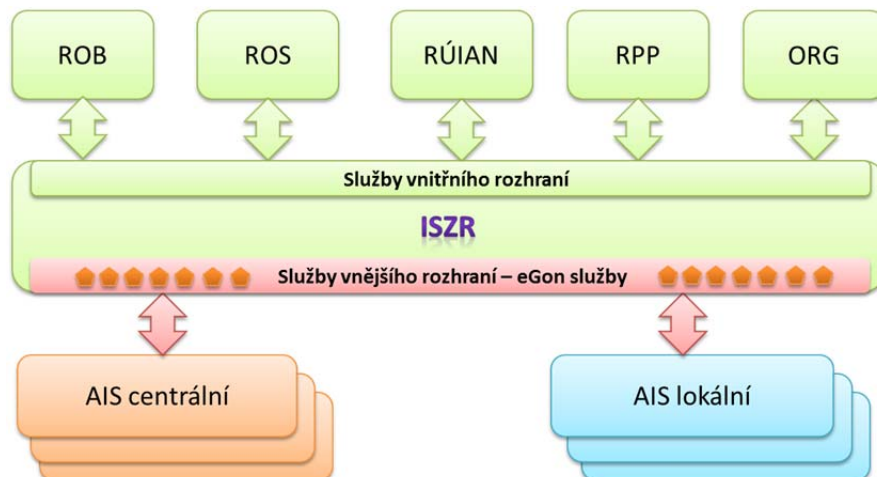 ROB
ROS
RÚIAN
RPP
ORG
Služby vnitřního rozhraní
ISZR
Služby vnějšího rozhraní – eGon služby
AIS centrální
AIS lokální